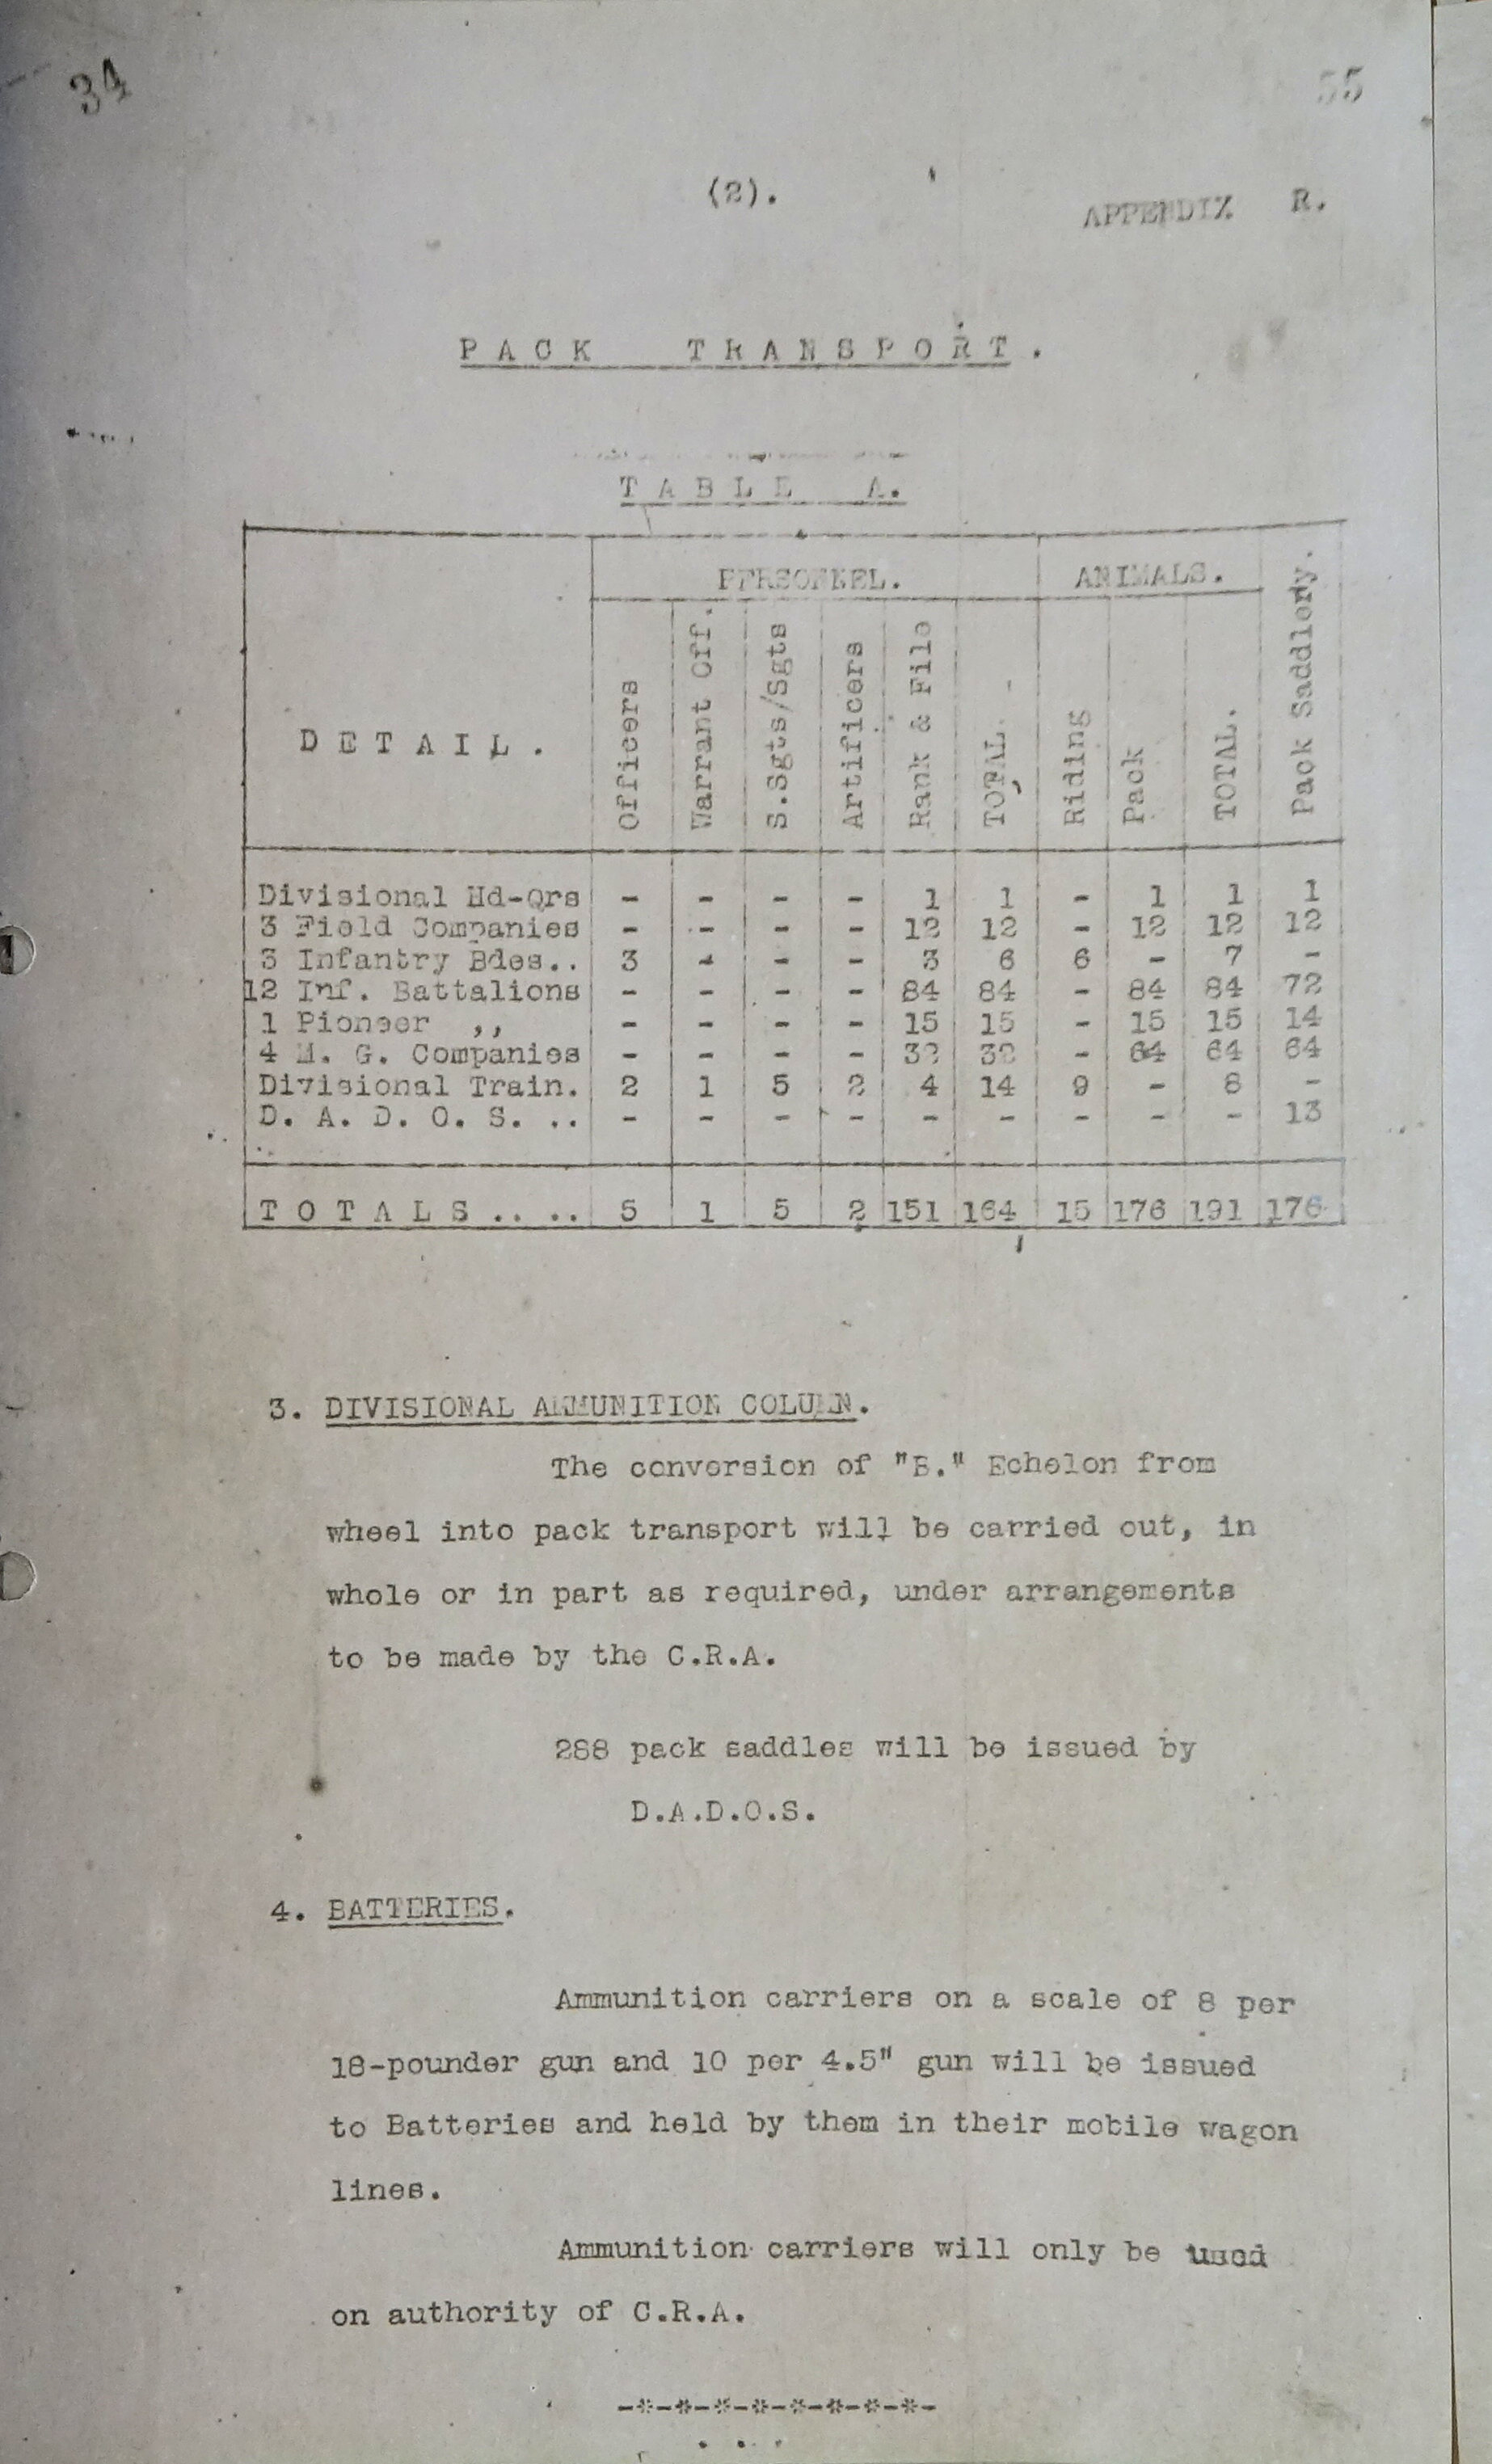 34
55
(2).
APPENDIX R.
PACK TRANSPORT.
TABLE A.
DETAIL. PERSONNEL. ANIMALS. Pack Saddlery.
Officers Warrant Off. S.Sgts/Sgts Artificers Rank & File TOTAL Riding Pack TOTAL.
Divisional Hd-Qrs - - - - 1 1 - 1 1 1
3 Field Companies - - - - 12 12 - 12 12 12
3 Infantry Bdes.. 3 - - - 3 6 6 - 7 -
12 Inf. Battalions - - - - 84 84 - 84 84 72
1 Pioneer ,, - - - - 15 15 - 15 15 14
4 M. G. Companies - - - - 32 32 - 64 64 64
Divisional Train. 2 1 5 2 4 14 9 - 8 -
D. A. D. O. S. .. - - - - - - - - - 13
TOTALS.. .. 5 1 5 2 151 164 15 176 191 176
3. DIVISIONAL AMMUNITION COLUMN.
The conversion of "B." Echelon from
wheel into pack transport will be carried out, in
whole or in part as required, under arrangements
to be made by the C.R.A.
288 pack saddles will be issued by
D.A.D.O.S.
4. BATTERIES.
Ammunition carriers on a scale of 8 per
18-pounder gun and 10 per 4.5" gun will be issued
to Batteries and held by them in their mobile wagon
lines.
Ammunition carriers will only be used
on authority of C.R.A.
-*-*-*-*-*-*-*-*-